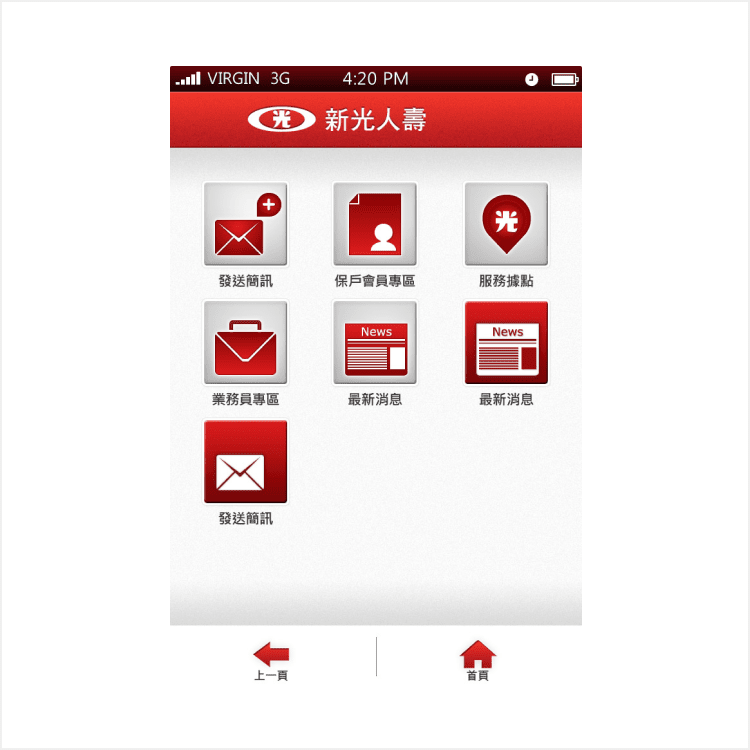 VIRGIN 3G 4:20 PM
光 新光人壽
光
發送簡訊 保戶會員專區 服務據點
News News
業務員專區 最新消息 最新消息
發送簡訊
上一頁 首頁